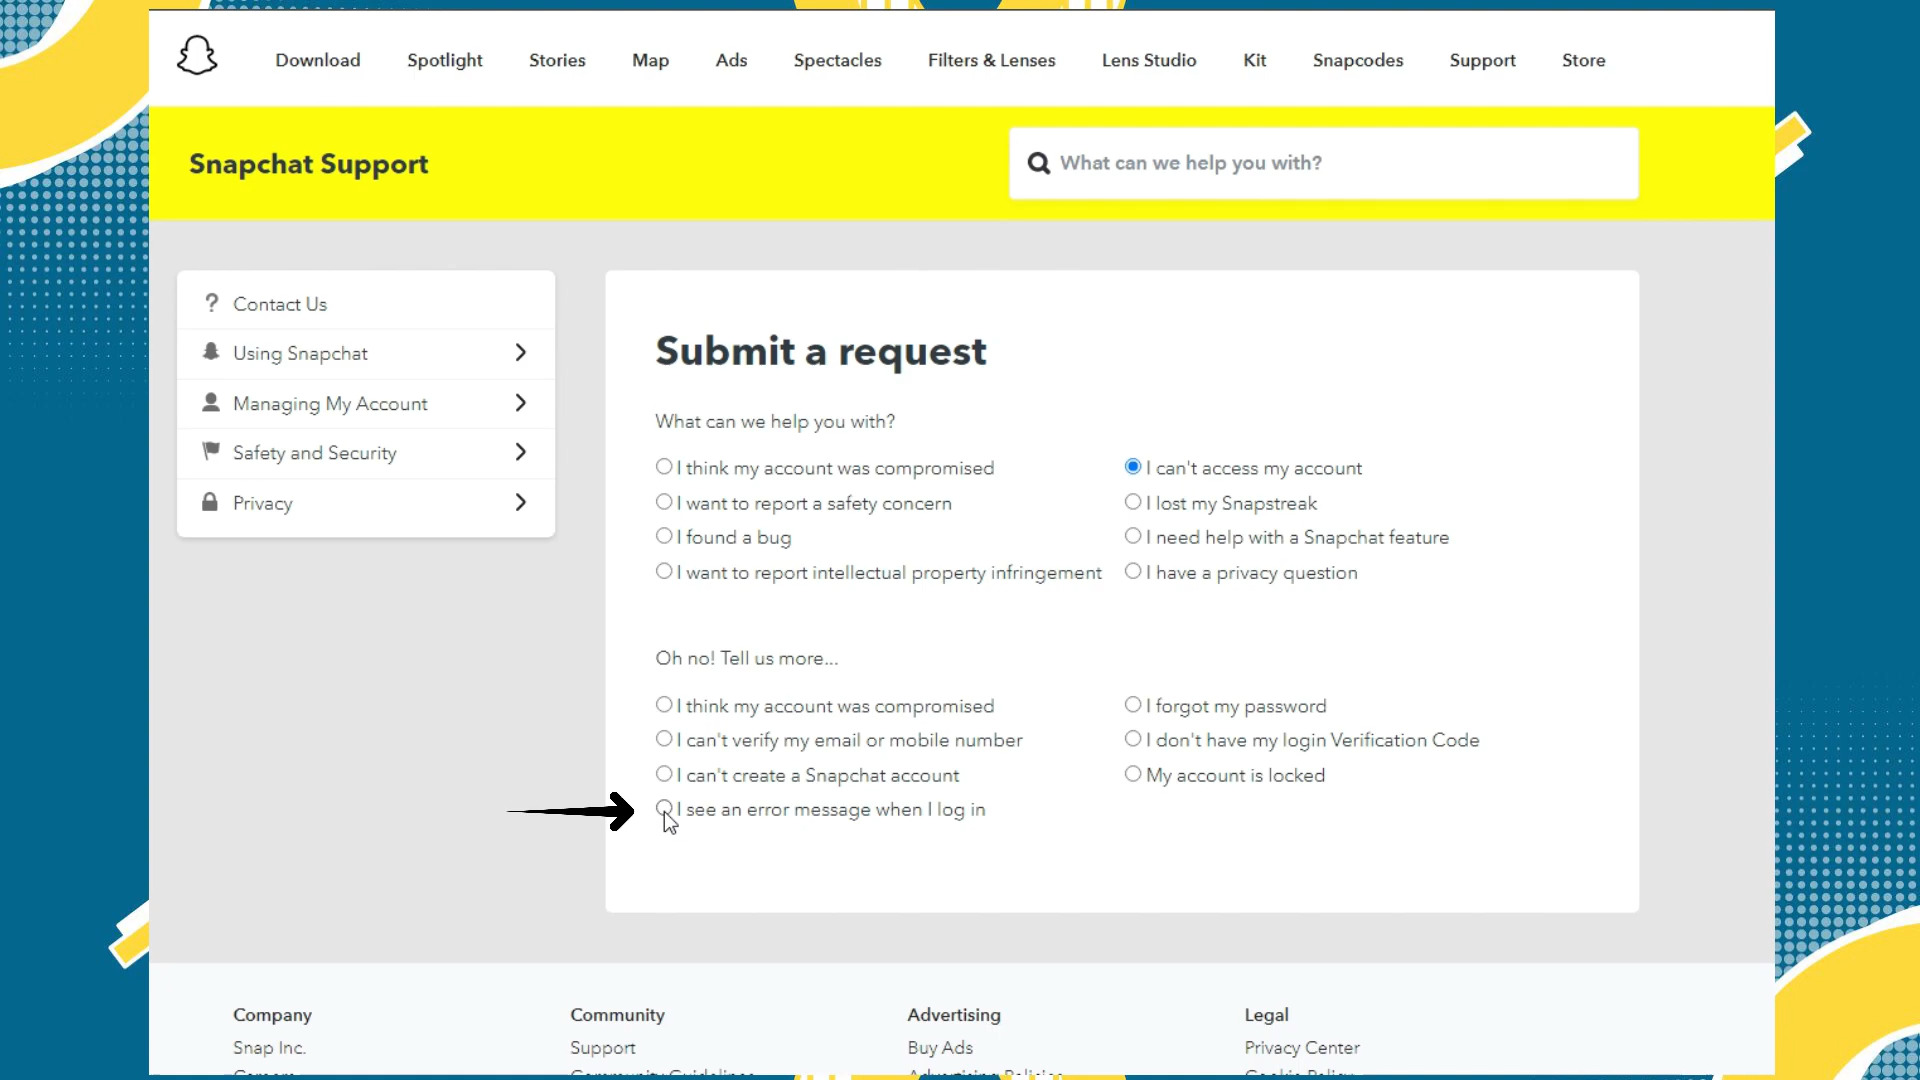 Download Spotlight Stories Map Ads Spectacles Filters & Lenses Lens Studio Kit Snapcodes Support Store
Snapchat Support
What can we help you with?
? Contact Us
Using Snapchat
Managing My Account
Safety and Security
Privacy
Submit a request
What can we help you with?
I think my account was compromised
I can't access my account
I want to report a safety concern
I lost my Snapstreak
I found a bug
I need help with a Snapchat feature
I want to report intellectual property infringement
I have a privacy question
Oh no! Tell us more...
I think my account was compromised
I forgot my password
I can't verify my email or mobile number
I don't have my login Verification Code
I can't create a Snapchat account
My account is locked
I see an error message when I log in
Company
Community
Advertising
Legal
Snap Inc.
Support
Buy Ads
Privacy Center